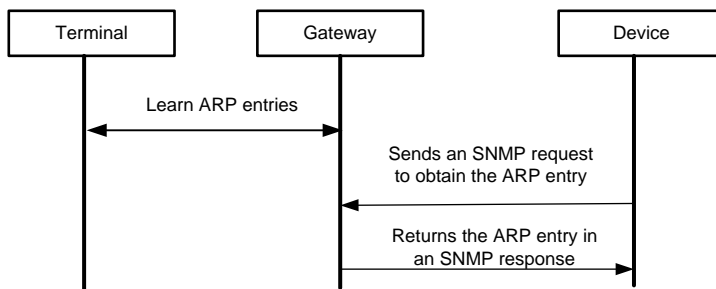 Terminal
Gateway
Device
Learn ARP entries
Sends an SNMP request
to obtain the ARP entry
Returns the ARP entry in
an SNMP response